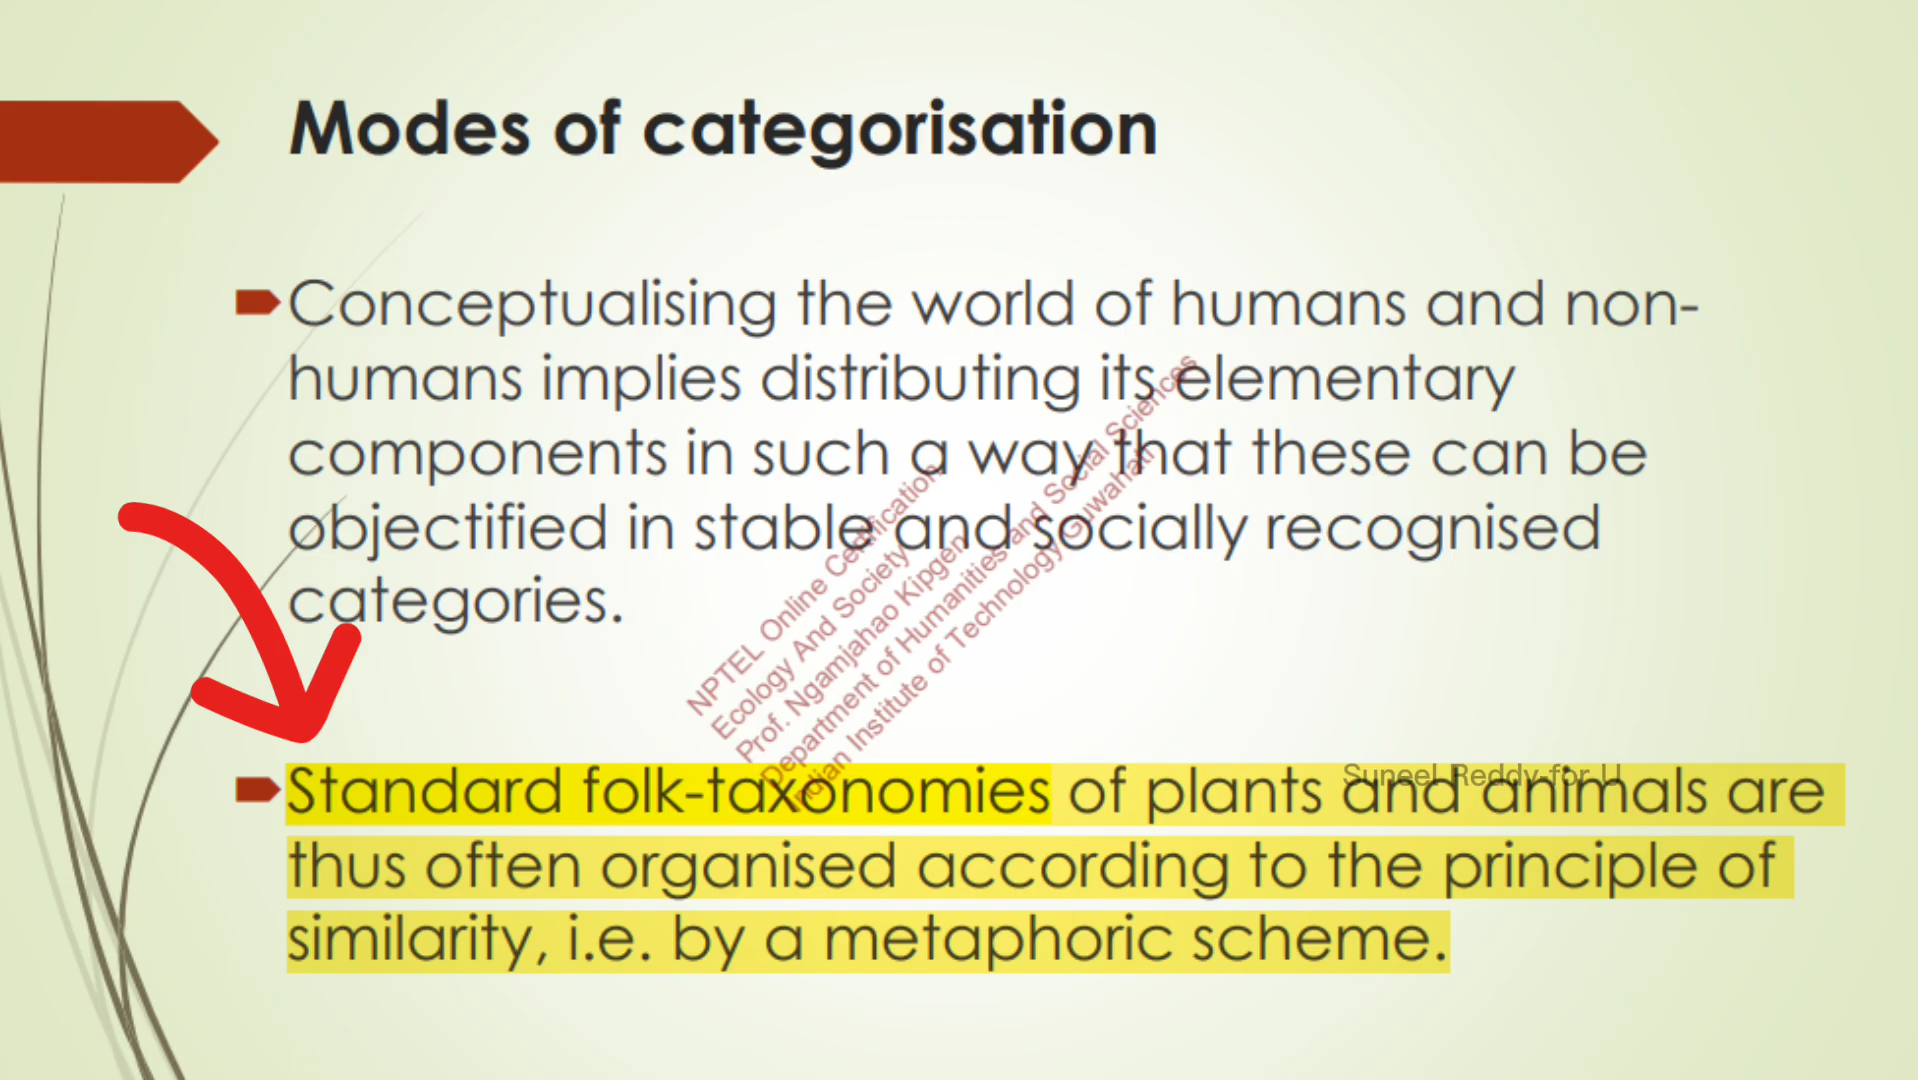 Modes of categorisation
Conceptualising the world of humans and non-
humans implies distributing its elementary
components in such a way that these can be
objectified in stable and socially recognised
categories.
NPTEL Online Certification
Ecology And Society
Prof. Ngamjahao Kipgen
Department of Humanities and Social Sciences
Indian Institute of Technology Guwahati
Suneel Reddy-for U
Standard folk-taxonomies of plants and animals are
thus often organised according to the principle of
similarity, i.e. by a metaphoric scheme.